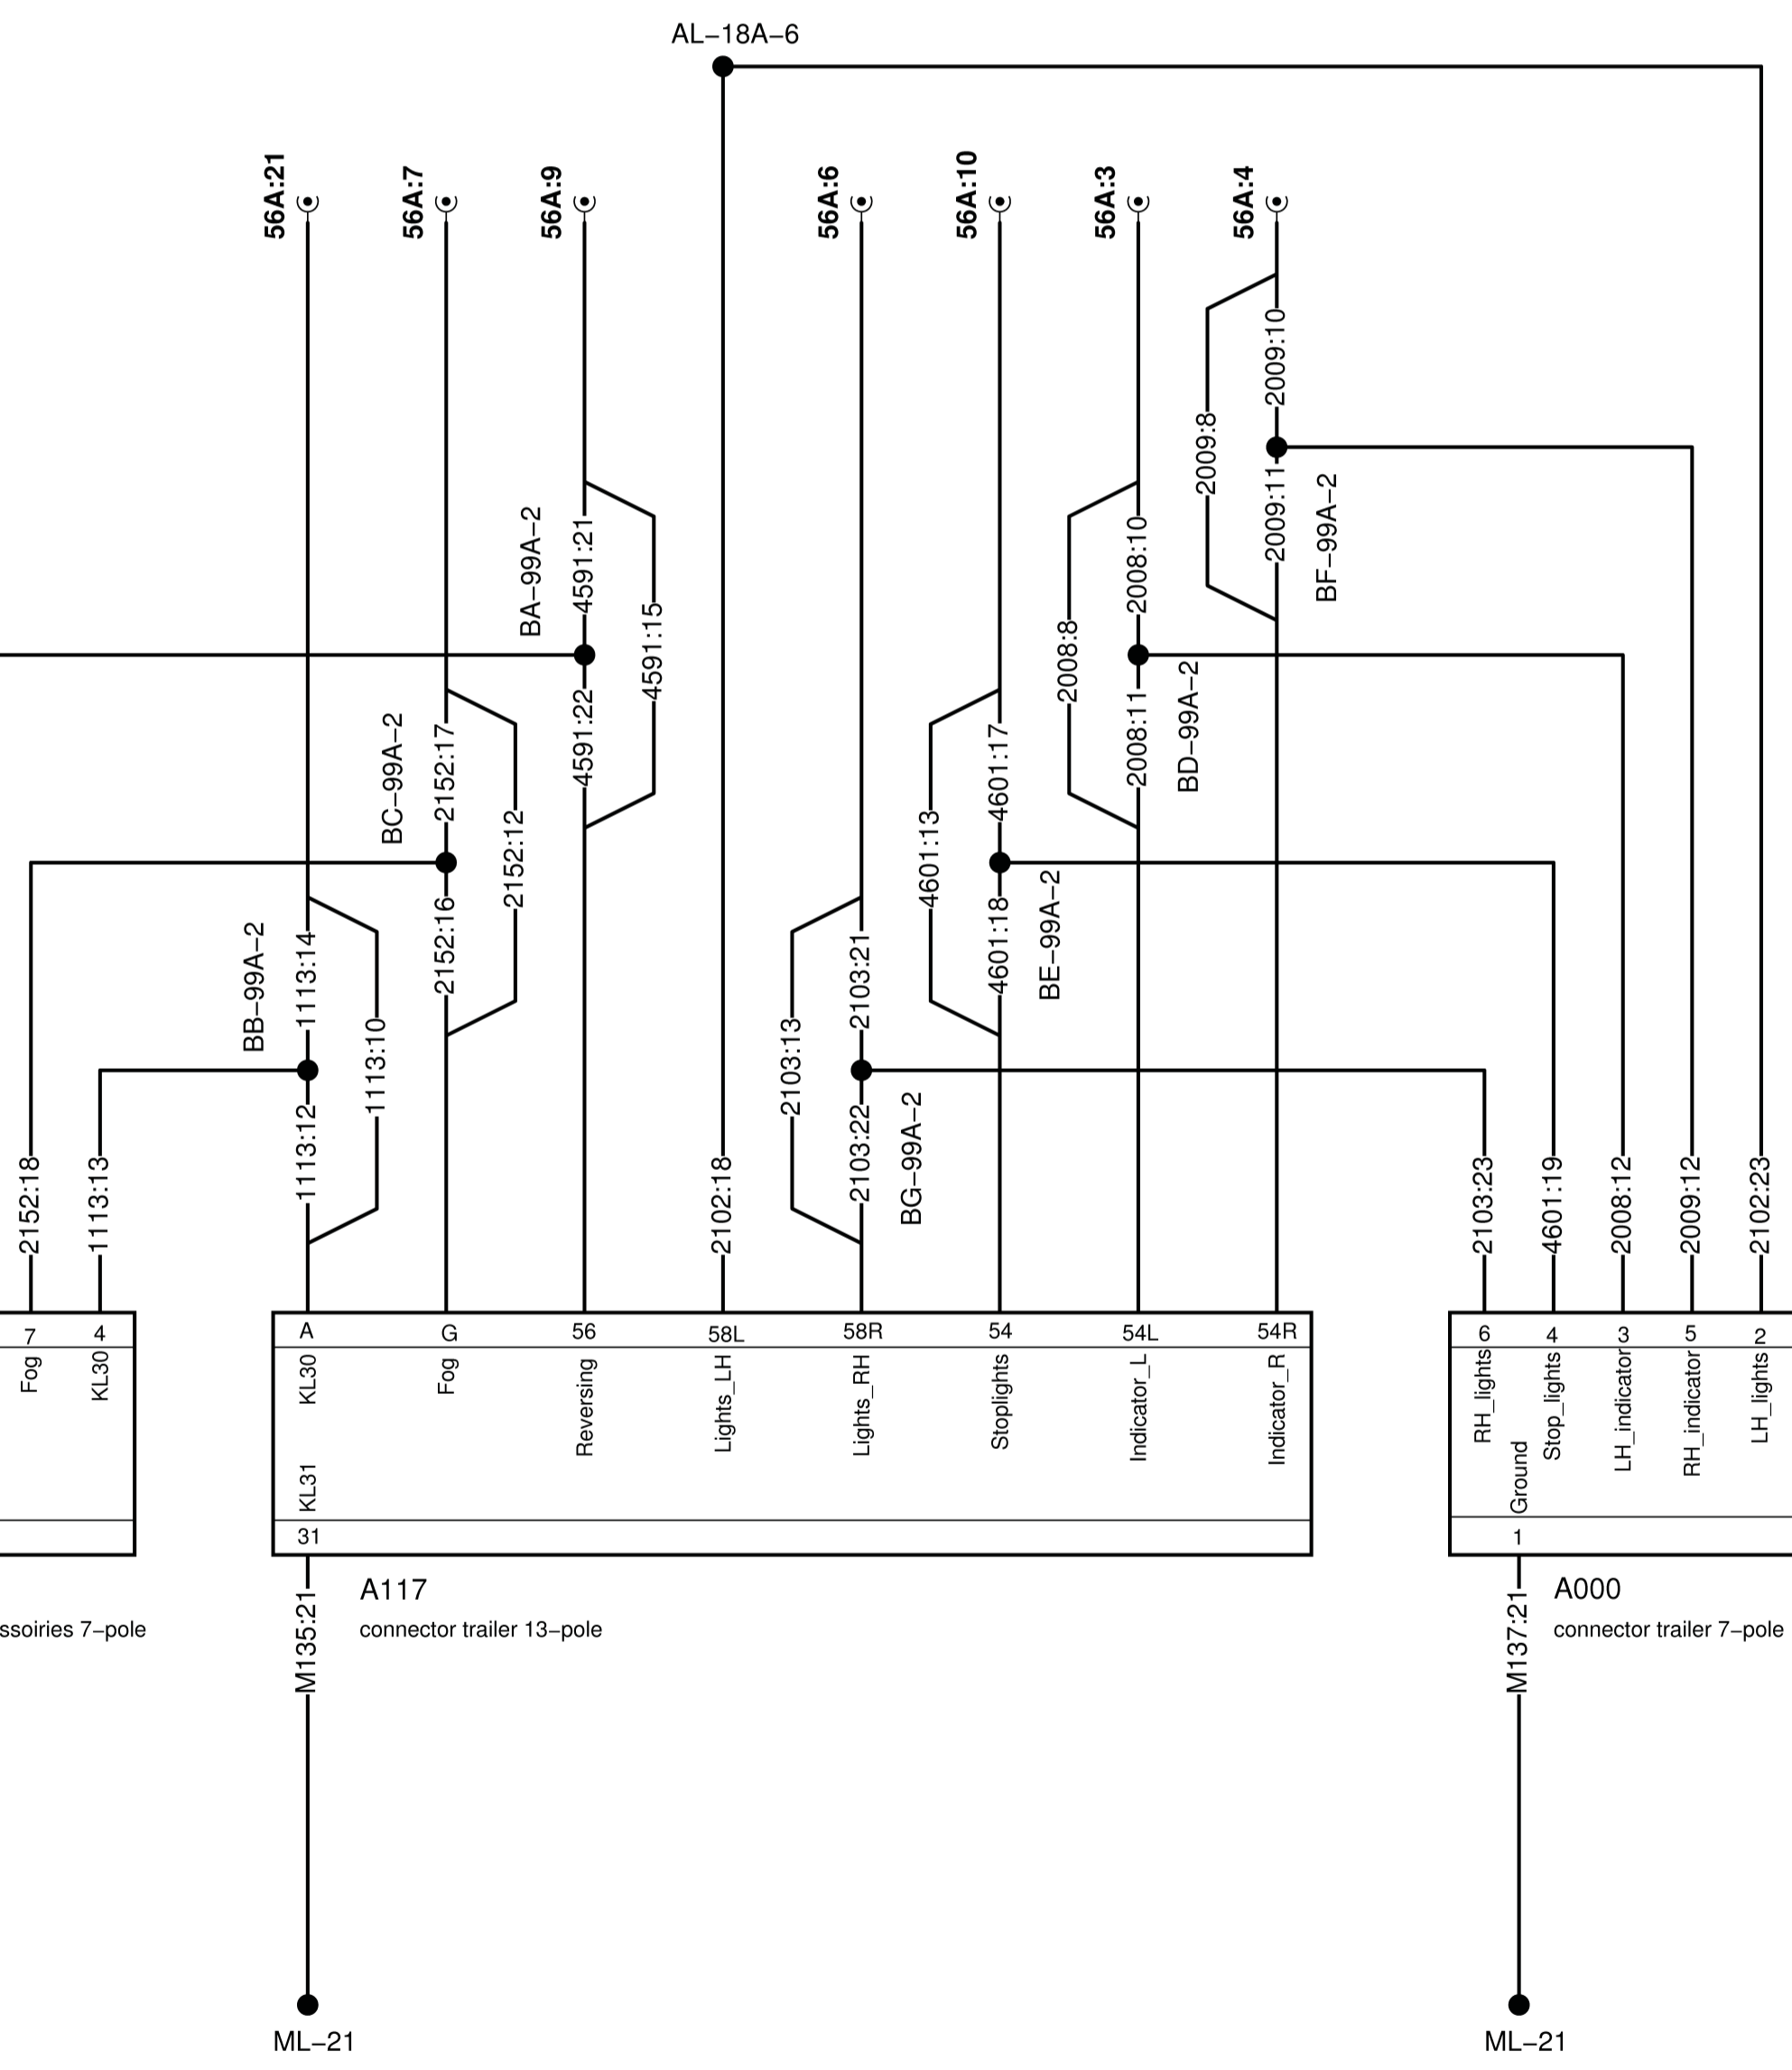 AL-18A-6
56A:21
56A:7
56A:9
56A:6
56A:10
56A:3
56A:4
2009:10
2009:8
2009:11
BF-99A-2
BA-99A-2
4591:21
4591:15
4591:22
2008:10
2008:8
2008:11
BD-99A-2
BC-99A-2
2152:17
2152:12
2152:16
4601:17
4601:13
4601:18
BE-99A-2
BB-99A-2
1113:14
1113:10
1113:12
2103:21
2103:13
2103:22
BG-99A-2
2152:18
1113:13
2102:18
2103:23
4601:19
2008:12
2009:12
2102:23
7
4
A
G
56
58L
58R
54
54L
54R
6
4
3
5
2
Fog
KL30
KL30
Fog
Reversing
Lights_LH
Lights_RH
Stoplights
Indicator_L
Indicator_R
RH_lights
Stop_lights
LH_indicator
RH_indicator
LH_lights
KL31
Ground
31
1
M135:21
A117
connector trailer 13-pole
M137:21
A000
connector trailer 7-pole
ssoiries 7-pole
ML-21
ML-21